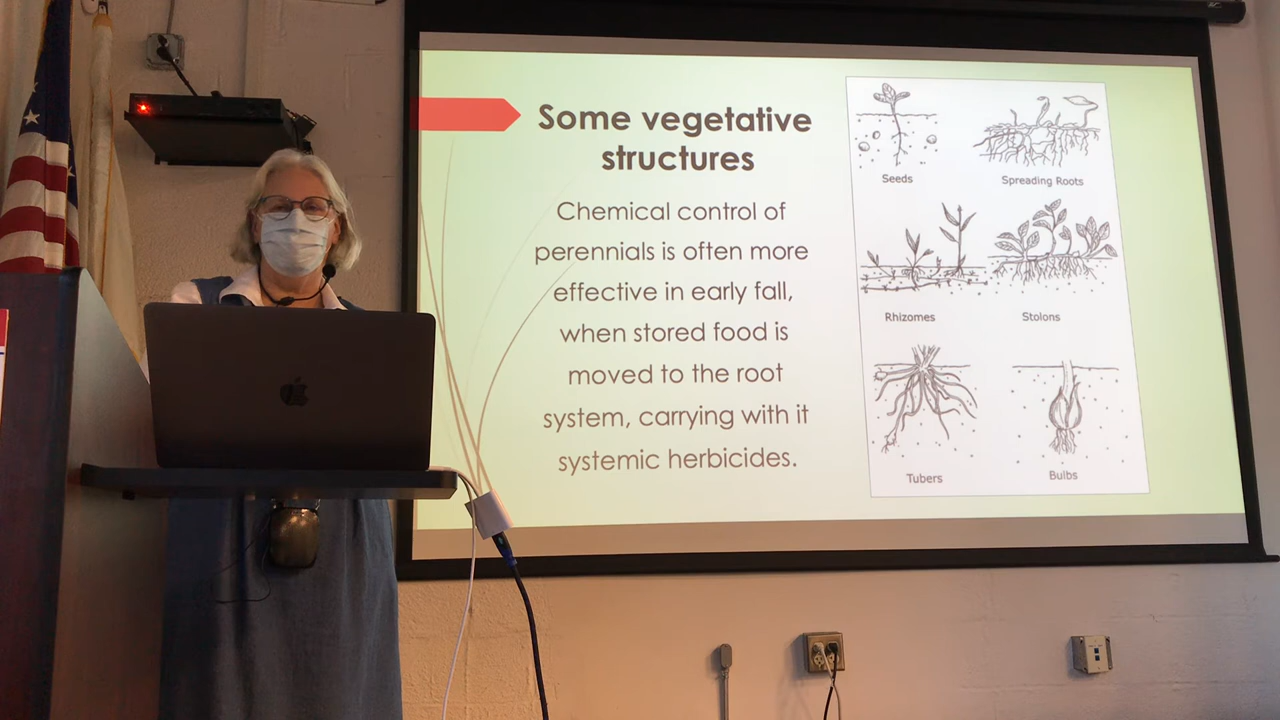 Some vegetative
structures
Chemical control of
perennials is often more
effective in early fall,
when stored food is
moved to the root
system, carrying with it
systemic herbicides.
Seeds
Spreading Roots
Rhizomes
Stolons
Tubers
Bulbs